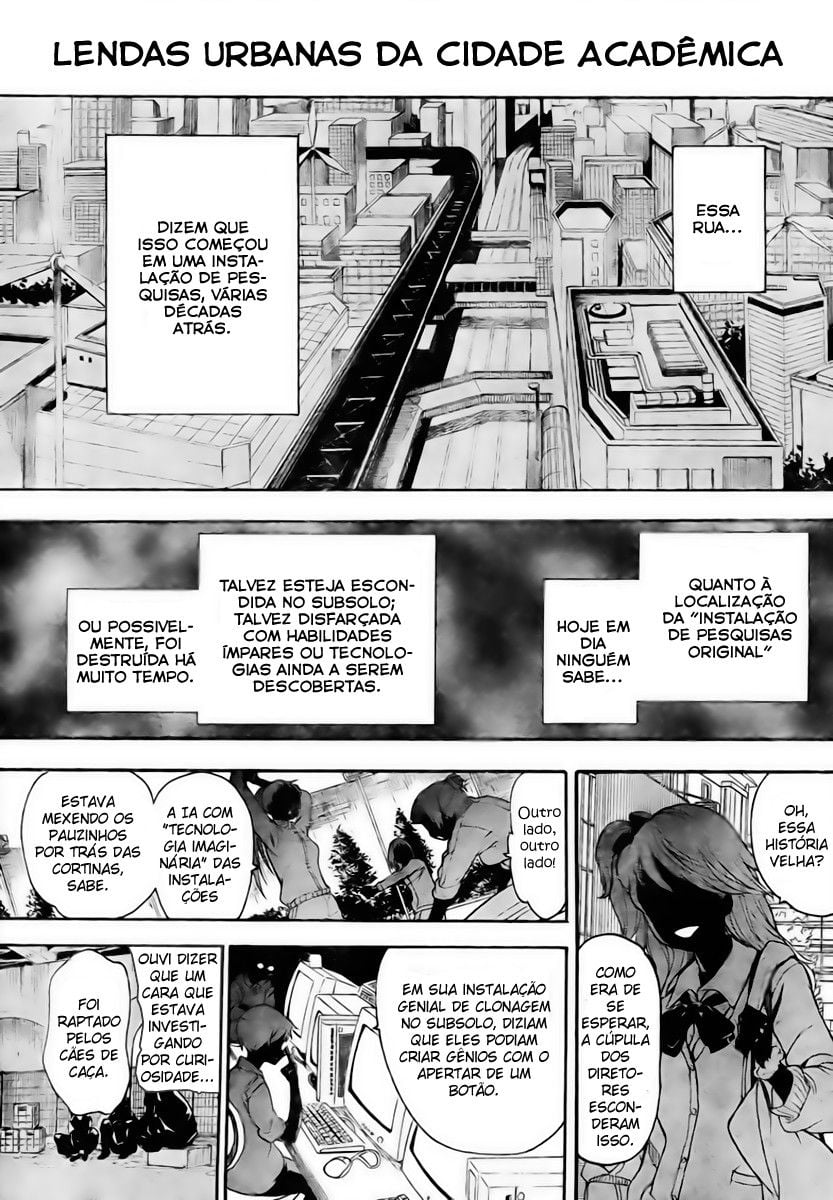 LENDAS URBANAS DA CIDADE ACADÊMICA
ESSA
RUA...
DIZEM QUE
ISSO COMEÇOU
EM UMA INSTA-
LAÇÃO DE PES-
QUISAS, VÁRIAS
DÉCADAS
ATRÁS.
QUANTO À
LOCALIZAÇÃO
DA "INSTALAÇÃO
DE PESQUISAS
ORIGINAL"
HOJE EM
DIA
NINGUÉM
SABE...
TALVEZ ESTEJA ESCON-
DIDA NO SUBSOLO;
TALVEZ DISFARÇADA
COM HABILIDADES
ÍMPARES OU TECNOLO-
GIAS AINDA A SEREM
DESCOBERTAS.
OU POSSIVEL-
MENTE, FOI
DESTRUÍDA HÁ
MUITO TEMPO.
OH,
ESSA
HISTÓRIA
VELHA?
COMO
ERA DE
SE
ESPERAR,
A CÚPULA
DOS
DIRETO-
RES
ESCON-
DERAM
ISSO.
Outro
lado,
outro
lado!
A IA COM
"TECNOLO-
GIA IMAGI-
NÁRIA" DAS
INSTALA-
ÇÕES
ESTAVA
MEXENDO OS
PAUZINHOS
POR TRÁS DAS
CORTINAS,
SABE.
EM SUA INSTALAÇÃO
GENIAL DE CLONAGEM
NO SUBSOLO, DIZIAM
QUE ELES PODIAM
CRIAR GÊNIOS COM O
APERTAR DE UM
BOTÃO.
OUVI DIZER
QUE UM
CARA QUE
ESTAVA
INVESTI-
GANDO
POR CURI-
OSIDADE...
FOI
RAPTADO
PELOS
CÃES DE
CAÇA.